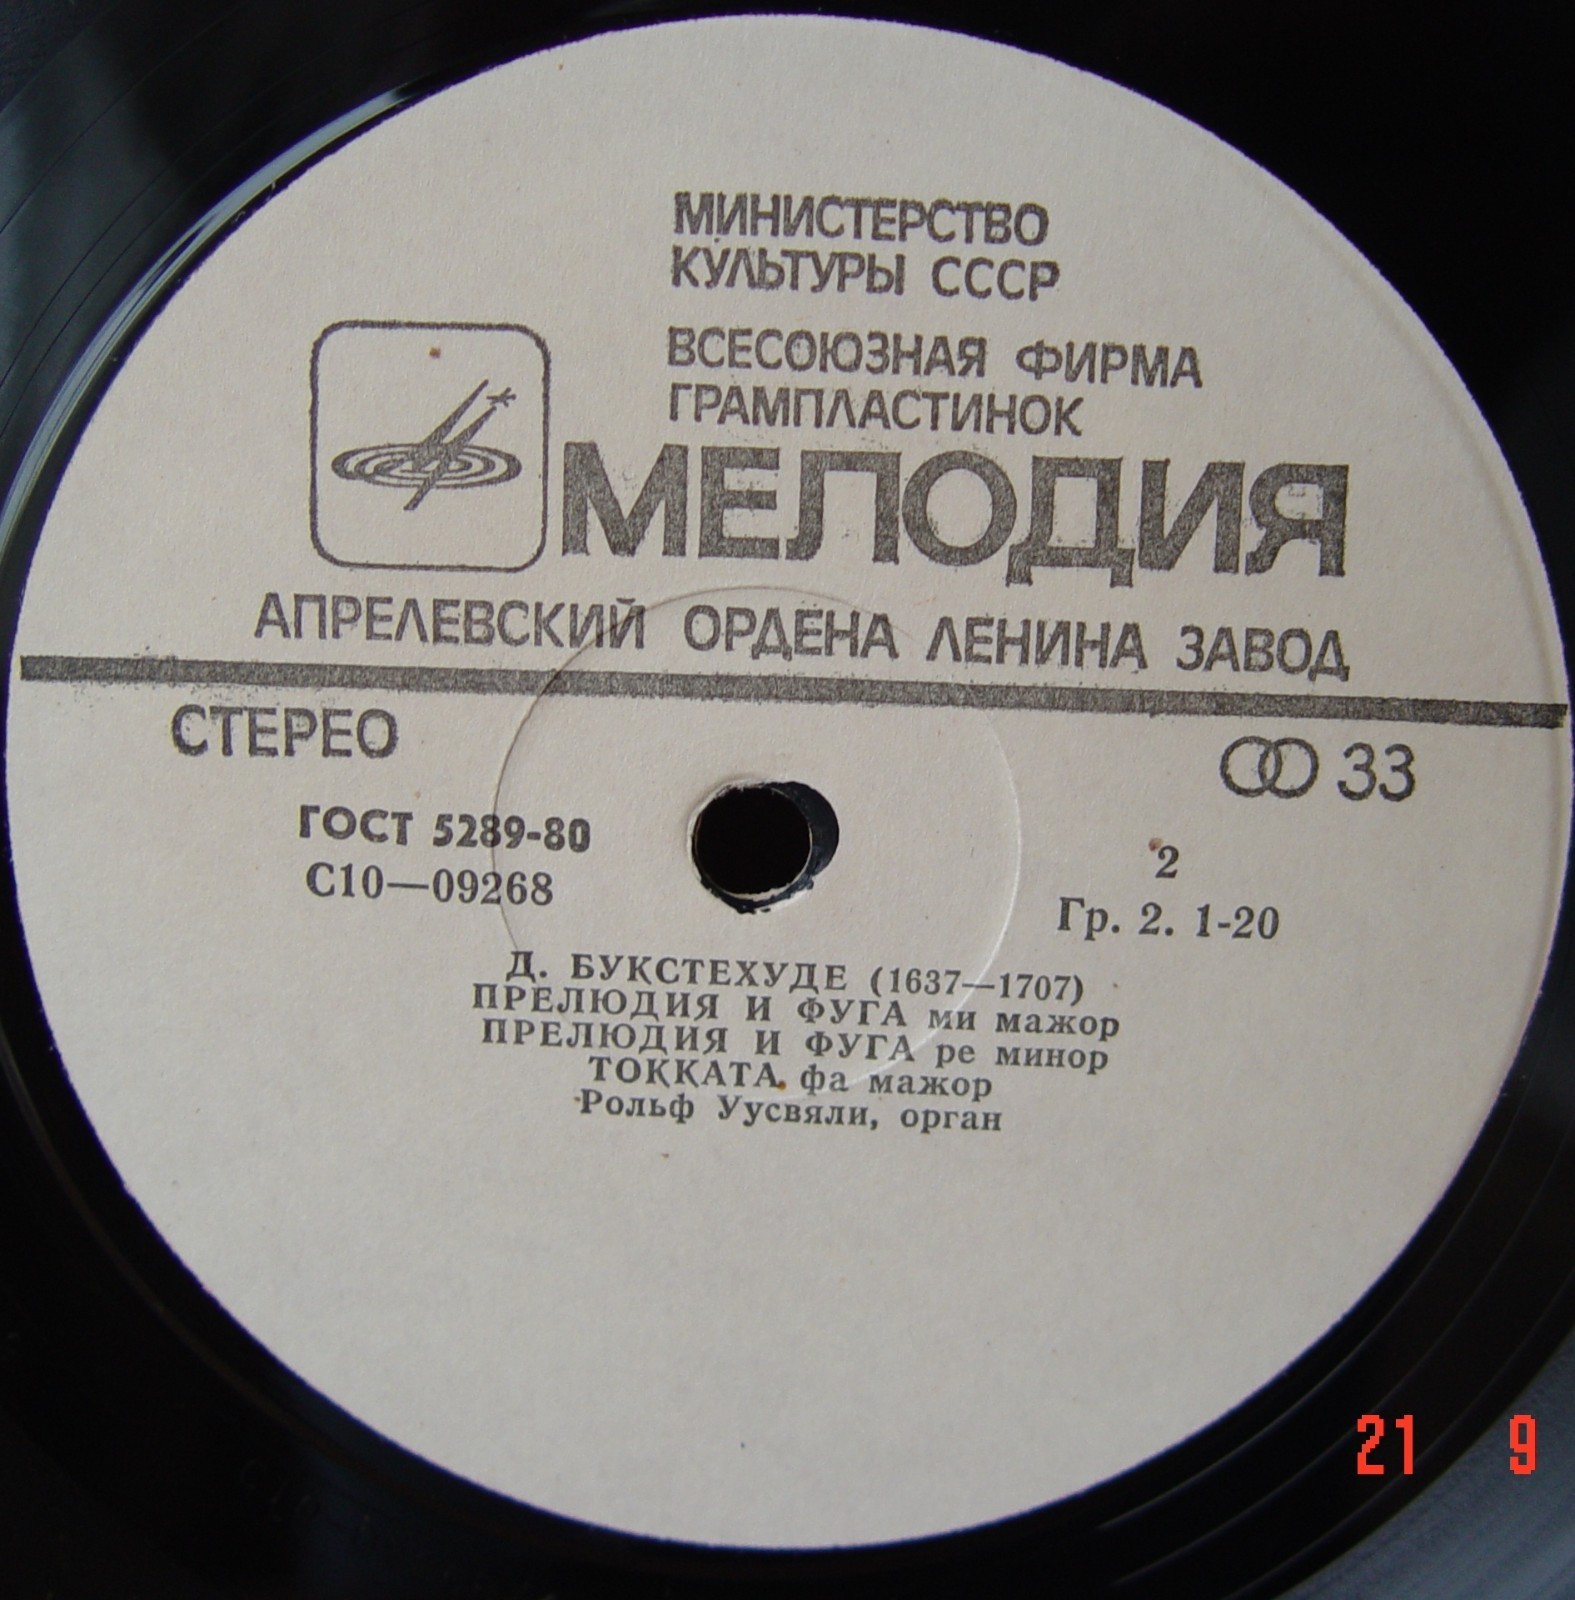 МИНИСТЕРСТВО
КУЛЬТУРЫ СССР
ВСЕСОЮЗНАЯ ФИРМА
ГРАМПЛАСТИНОК
МЕЛОДИЯ
АПРЕЛЕВСКИЙ ОРДЕНА ЛЕНИНА ЗАВОД
СТЕРЕО
33
ГОСТ 5289-80
С10—09268
2
Гр. 2. 1-20
Д. БУКСТЕХУДЕ (1637—1707)
ПРЕЛЮДИЯ И ФУГА ми мажор
ПРЕЛЮДИЯ И ФУГА ре минор
ТОККАТА фа мажор
Рольф Уусвяли, орган
21 9